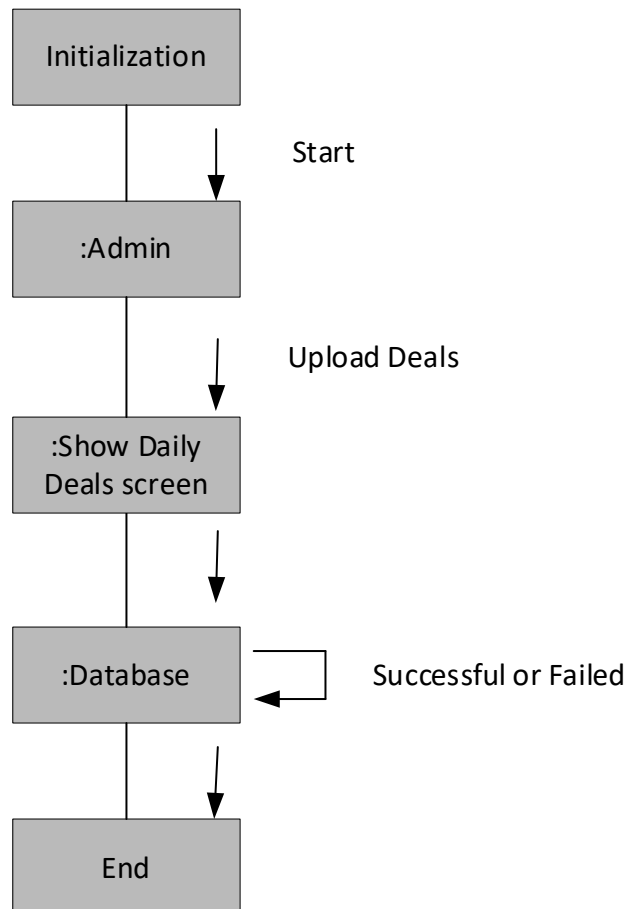 Initialization
Start
:Admin
Upload Deals
:Show Daily
Deals screen
:Database
Successful or Failed
End